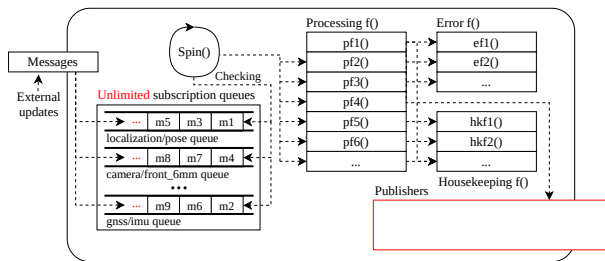 Processing f()
Error f()
Spin()
pf1()
ef1()
Messages
pf2()
ef2()
Checking
pf3()
...
External
updates
Unlimited subscription queues
pf4()
... m5 m3 m1
pf5()
hkf1()
localization/pose queue
pf6()
hkf2()
... m8 m7 m4
...
...
camera/front_6mm queue
Housekeeping f()
...
Publishers
... m9 m6 m2
gnss/imu queue